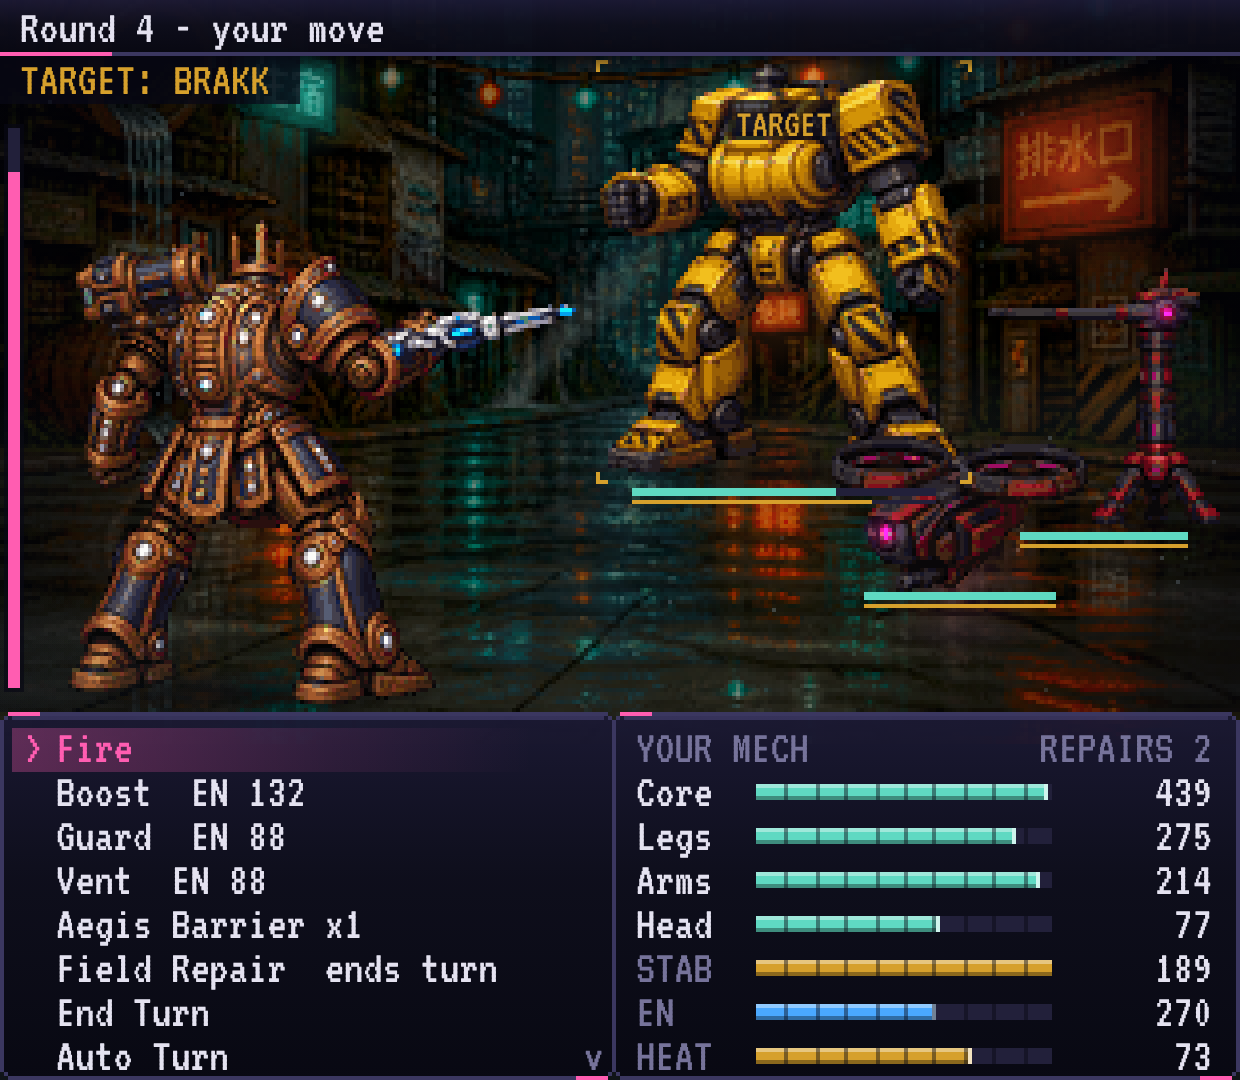 Round 4 - your move
TARGET: BRAKK
TARGET
排水口
> Fire
Boost EN 132
Guard EN 88
Vent EN 88
Aegis Barrier x1
Field Repair ends turn
End Turn
Auto Turn v
YOUR MECH REPAIRS 2
Core 439
Legs 275
Arms 214
Head 77
STAB 189
EN 270
HEAT 73